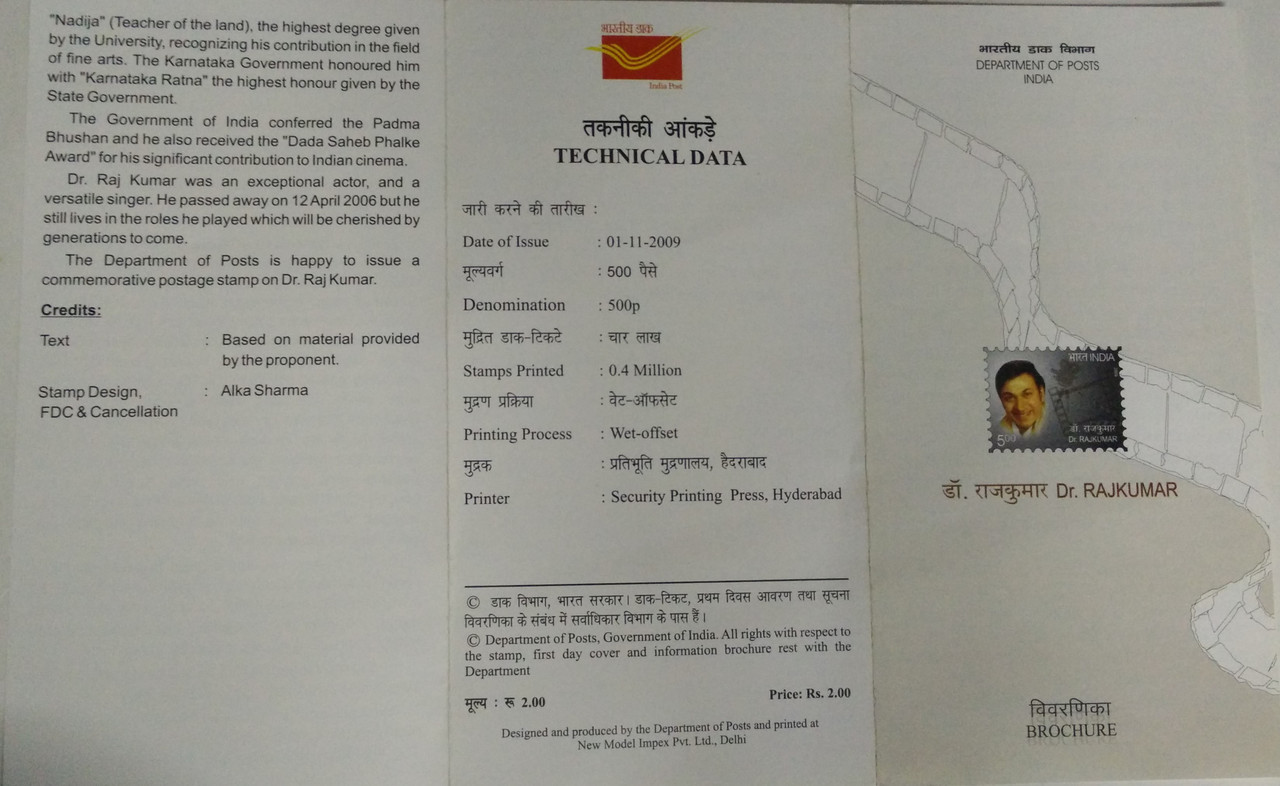 "Nadija" (Teacher of the land), the highest degree given
by the University, recognizing his contribution in the field
of fine arts. The Karnataka Government honoured him
with "Karnataka Ratna" the highest honour given by the
State Government.
The Government of India conferred the Padma
Bhushan and he also received the "Dada Saheb Phalke
Award" for his significant contribution to Indian cinema.
Dr. Raj Kumar was an exceptional actor, and a
versatile singer. He passed away on 12 April 2006 but he
still lives in the roles he played which will be cherished by
generations to come.
The Department of Posts is happy to issue a
commemorative postage stamp on Dr. Raj Kumar.
Credits:
Text : Based on material provided
by the proponent.
Stamp Design, : Alka Sharma
FDC & Cancellation
भारतीय डाक
India Post
तकनीकी आंकड़े
TECHNICAL DATA
जारी करने की तारीख :
Date of Issue : 01-11-2009
मूल्यवर्ग : 500 पैसे
Denomination : 500p
मुद्रित डाक-टिकटे : चार लाख
Stamps Printed : 0.4 Million
मुद्रण प्रक्रिया : वेट-ऑफसेट
Printing Process : Wet-offset
मुद्रक : प्रतिभूति मुद्रणालय, हैदराबाद
Printer : Security Printing Press, Hyderabad
© डाक विभाग, भारत सरकार। डाक-टिकट, प्रथम दिवस आवरण तथा सूचना
विवरणिका के संबंध में सर्वाधिकार विभाग के पास हैं।
© Department of Posts, Government of India. All rights with respect to
the stamp, first day cover and information brochure rest with the
Department
मूल्य : रू 2.00 Price: Rs. 2.00
Designed and produced by the Department of Posts and printed at
New Model Impex Pvt. Ltd., Delhi
भारतीय डाक विभाग
DEPARTMENT OF POSTS
INDIA
भारत INDIA
डॉ. राजकुमार
Dr. RAJKUMAR
5.00
डॉ. राजकुमार Dr. RAJKUMAR
विवरणिका
BROCHURE